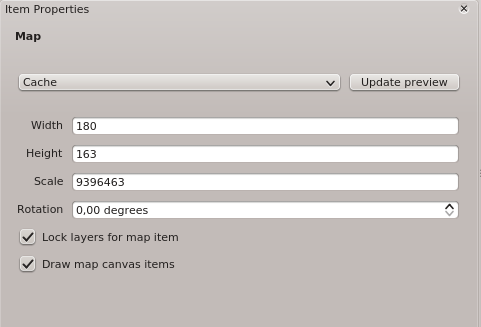 Item Properties
Map
Cache
Update preview
Width 180
Height 163
Scale 9396463
Rotation 0,00 degrees
Lock layers for map item
Draw map canvas items